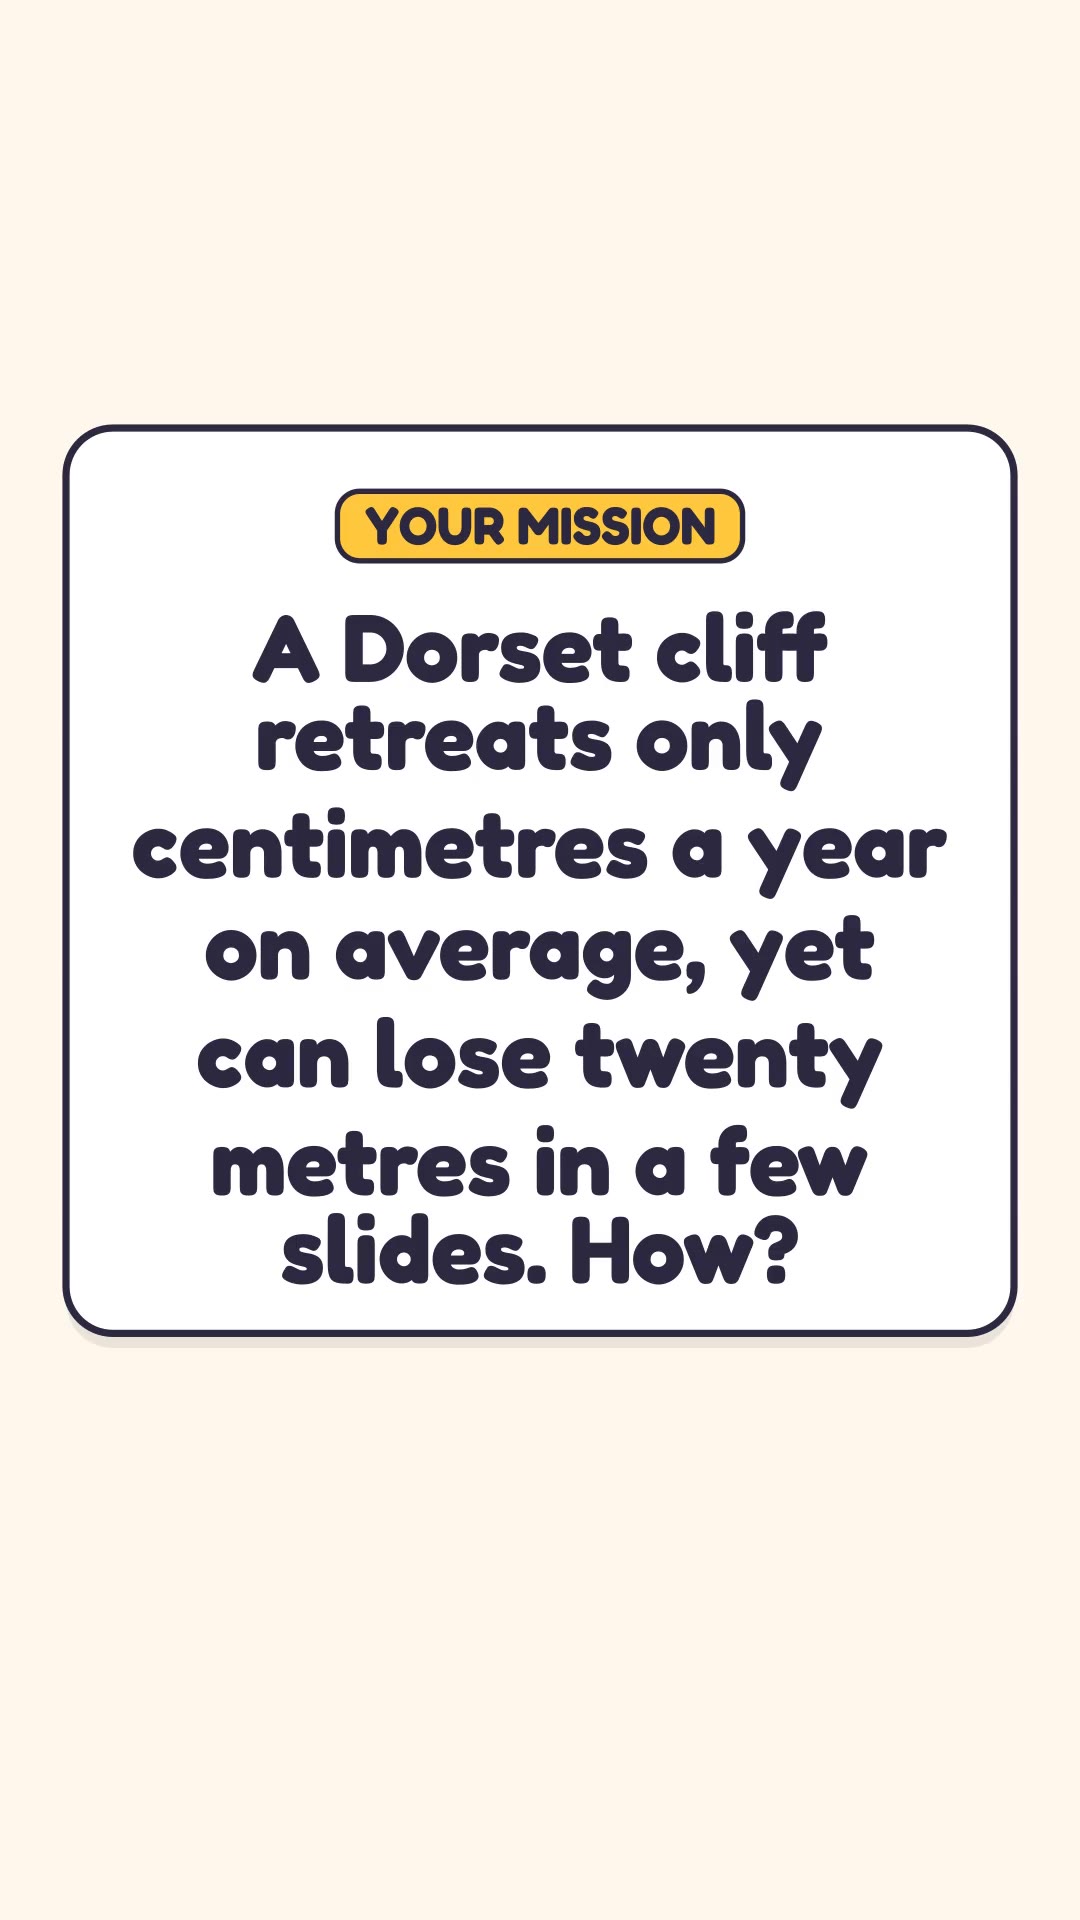 YOUR MISSION
A Dorset cliff
retreats only
centimetres a year
on average, yet
can lose twenty
metres in a few
slides. How?